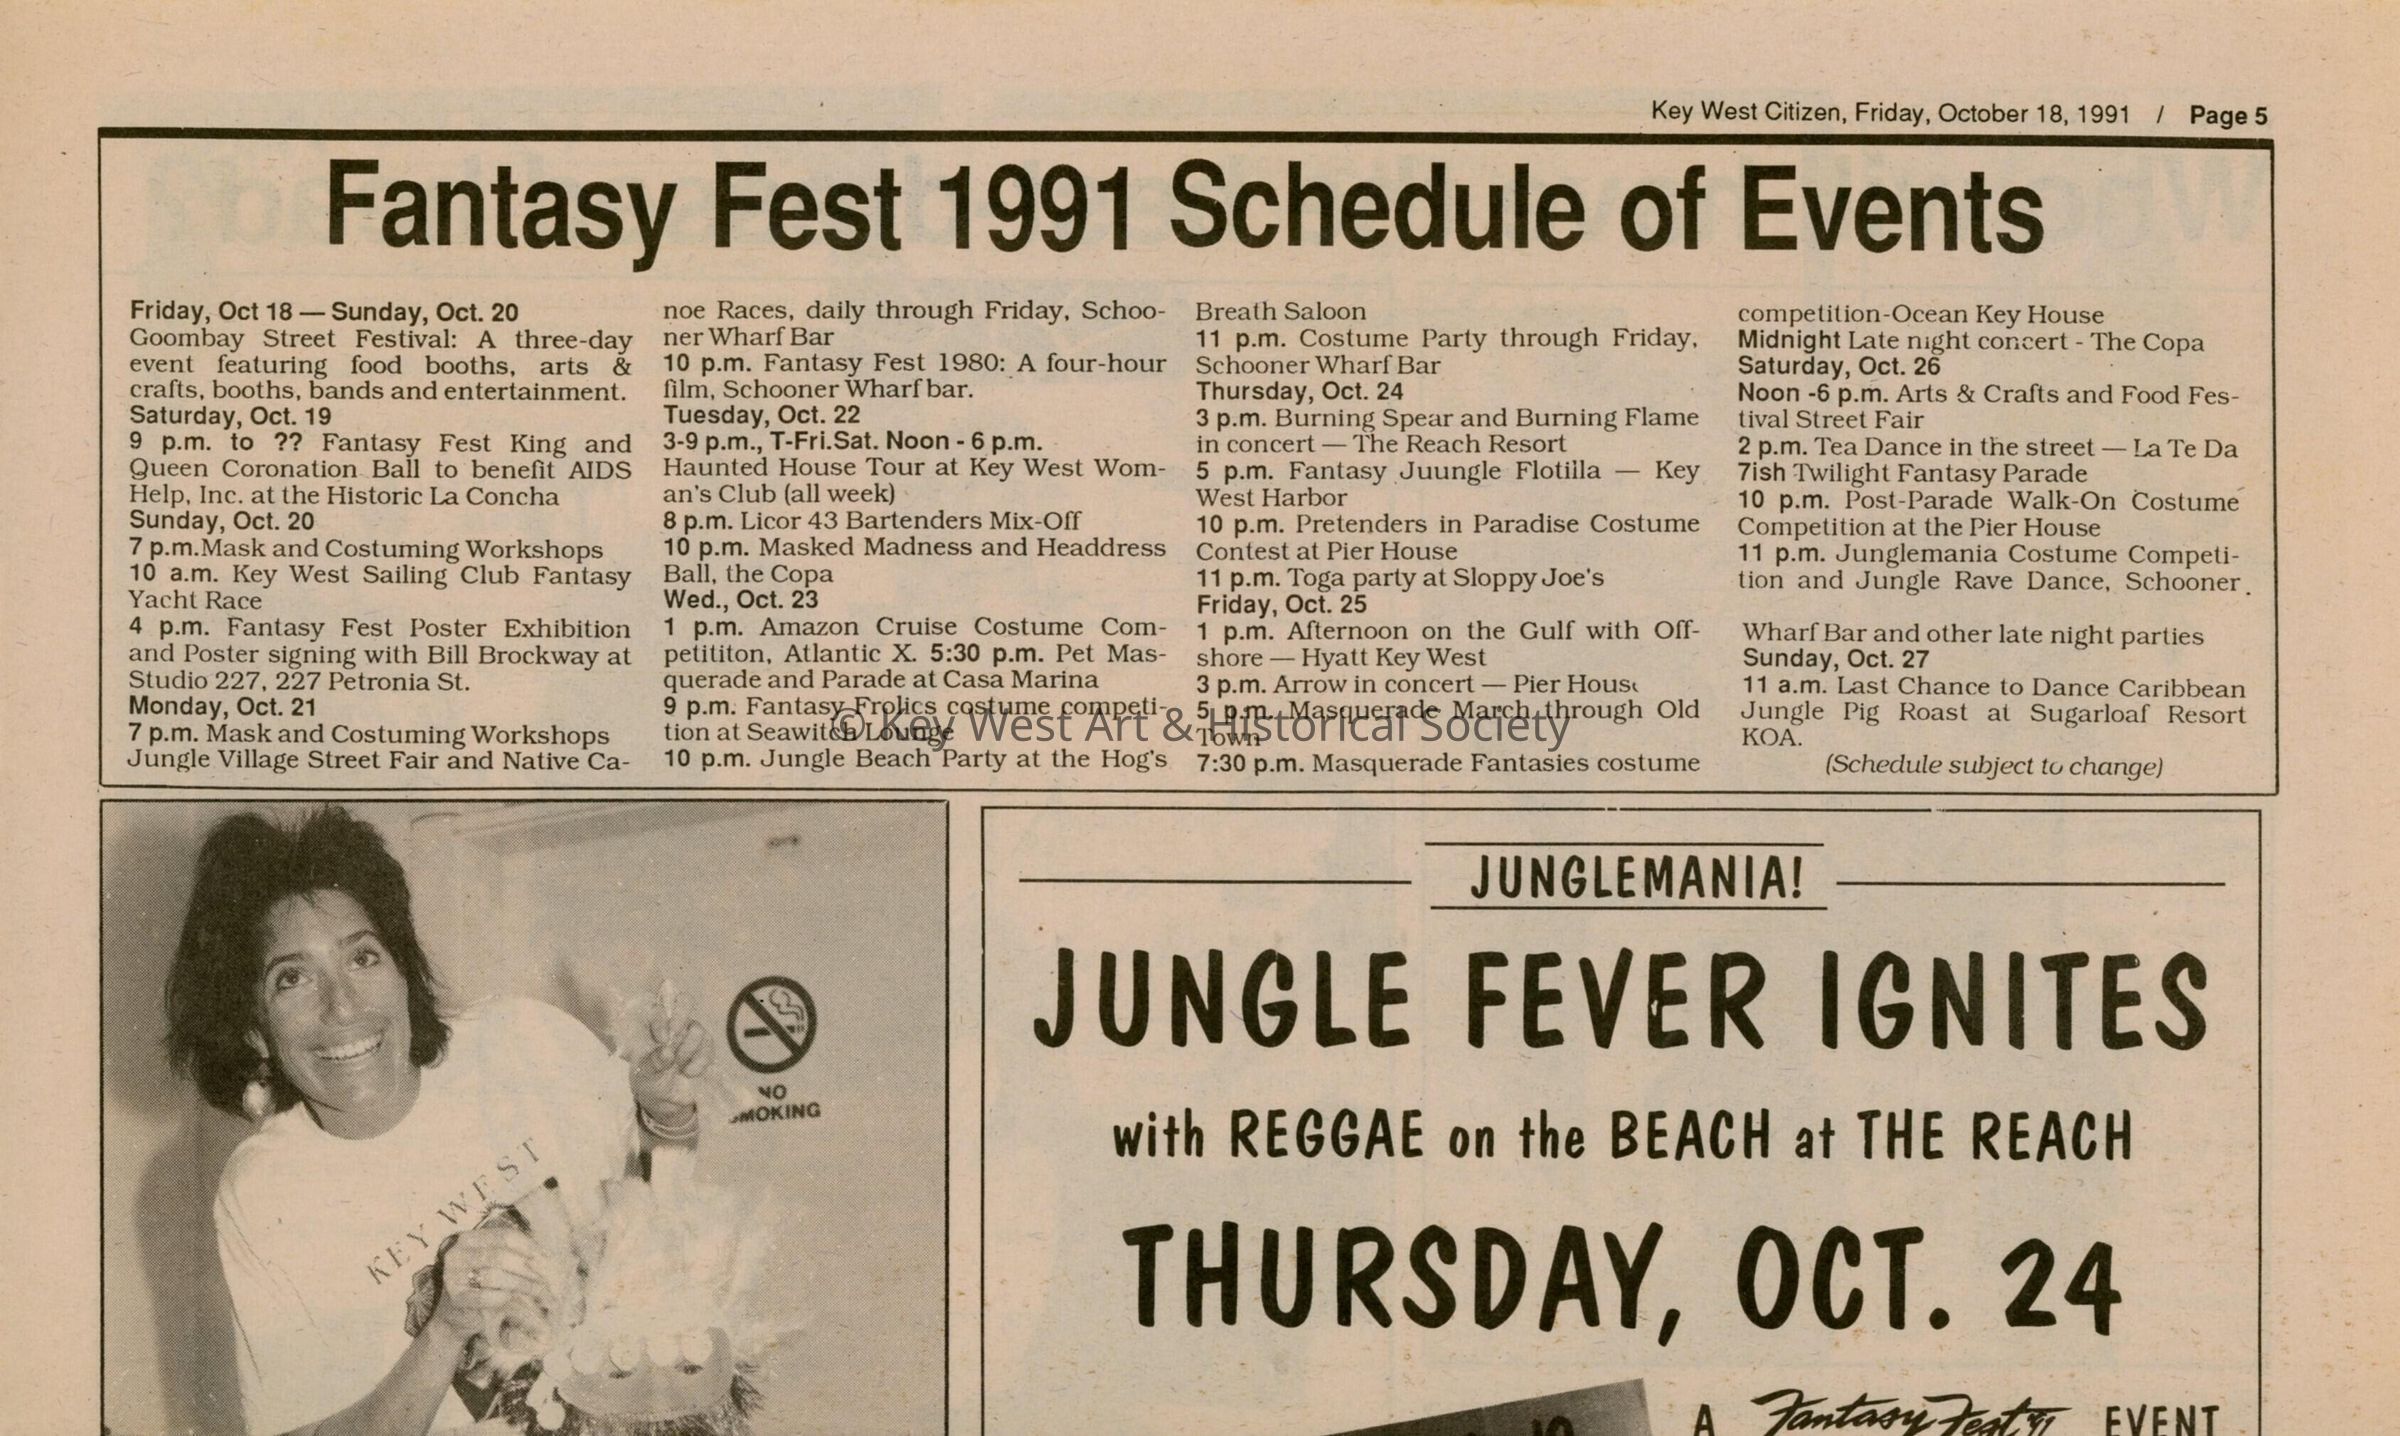 Key West Citizen, Friday, October 18, 1991 / Page 5
Fantasy Fest 1991 Schedule of Events
Friday, Oct 18 — Sunday, Oct. 20
Goombay Street Festival: A three-day
event featuring food booths, arts &
crafts, booths, bands and entertainment.
Saturday, Oct. 19
9 p.m. to ?? Fantasy Fest King and
Queen Coronation Ball to benefit AIDS
Help, Inc. at the Historic La Concha
Sunday, Oct. 20
7 p.m.Mask and Costuming Workshops
10 a.m. Key West Sailing Club Fantasy
Yacht Race
4 p.m. Fantasy Fest Poster Exhibition
and Poster signing with Bill Brockway at
Studio 227, 227 Petronia St.
Monday, Oct. 21
7 p.m. Mask and Costuming Workshops
Jungle Village Street Fair and Native Ca-
noe Races, daily through Friday, Schoo-
ner Wharf Bar
10 p.m. Fantasy Fest 1980: A four-hour
film, Schooner Wharf bar.
Tuesday, Oct. 22
3-9 p.m., T-Fri.Sat. Noon - 6 p.m.
Haunted House Tour at Key West Wom-
an's Club (all week)
8 p.m. Licor 43 Bartenders Mix-Off
10 p.m. Masked Madness and Headdress
Ball, the Copa
Wed., Oct. 23
1 p.m. Amazon Cruise Costume Com-
petititon, Atlantic X. 5:30 p.m. Pet Mas-
querade and Parade at Casa Marina
9 p.m. Fantasy Frolics costume competi-
tion at Seawitch Lounge
10 p.m. Jungle Beach Party at the Hog's
Breath Saloon
11 p.m. Costume Party through Friday,
Schooner Wharf Bar
Thursday, Oct. 24
3 p.m. Burning Spear and Burning Flame
in concert — The Reach Resort
5 p.m. Fantasy Juungle Flotilla — Key
West Harbor
10 p.m. Pretenders in Paradise Costume
Contest at Pier House
11 p.m. Toga party at Sloppy Joe's
Friday, Oct. 25
1 p.m. Afternoon on the Gulf with Off-
shore — Hyatt Key West
3 p.m. Arrow in concert — Pier House
5 p.m. Masquerade March through Old
Town
7:30 p.m. Masquerade Fantasies costume
competition-Ocean Key House
Midnight Late night concert - The Copa
Saturday, Oct. 26
Noon -6 p.m. Arts & Crafts and Food Fes-
tival Street Fair
2 p.m. Tea Dance in the street — La Te Da
7ish Twilight Fantasy Parade
10 p.m. Post-Parade Walk-On Costume
Competition at the Pier House
11 p.m. Junglemania Costume Competi-
tion and Jungle Rave Dance, Schooner
Wharf Bar and other late night parties
Sunday, Oct. 27
11 a.m. Last Chance to Dance Caribbean
Jungle Pig Roast at Sugarloaf Resort
KOA.
(Schedule subject to change)
© Key West Art & Historical Society
NO
SMOKING
KEY WEST
JUNGLEMANIA!
JUNGLE FEVER IGNITES
with REGGAE on the BEACH at THE REACH
THURSDAY, OCT. 24
A Fantasy Fest '91 EVENT